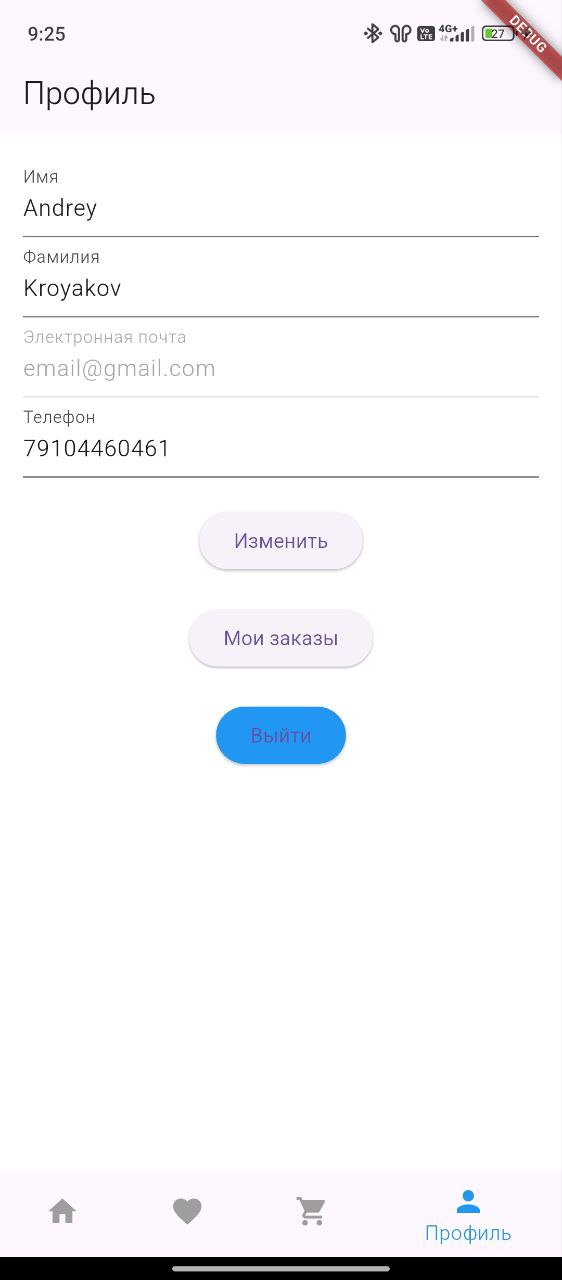 9:25
Vo LTE
4G+
27
DEBUG
Профиль
Имя
Andrey
Фамилия
Kroyakov
Электронная почта
email@gmail.com
Телефон
79104460461
Изменить
Мои заказы
Выйти
Профиль